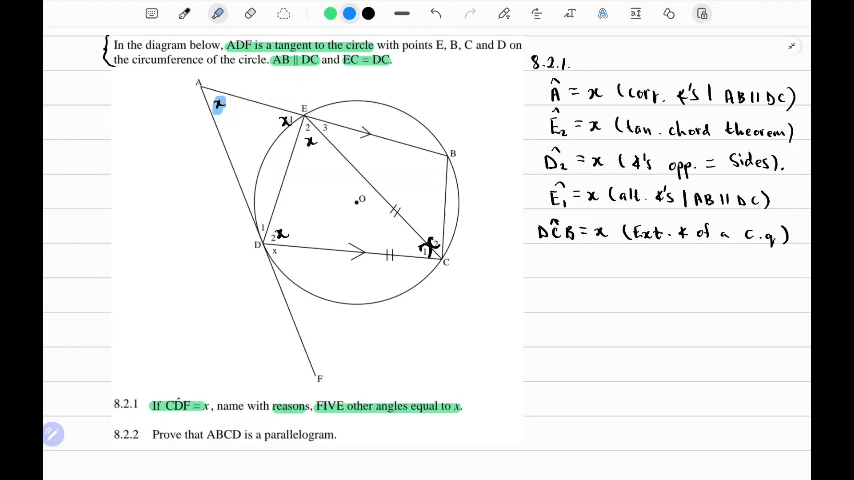 In the diagram below, ADF is a tangent to the circle with points E, B, C and D on
the circumference of the circle. AB || DC and EC = DC.
A
x
E
x 1
2
3
x
B
O
1
2 x
D
x
x 2
1
C
F
8.2.1 If CD̂F = x, name with reasons, FIVE other angles equal to x.
8.2.2 Prove that ABCD is a parallelogram.
8.2.1.
Â = x (corr. ∠'s | AB || DC)
Ê₂ = x (tan. chord theorem)
D̂₂ = x (∠'s opp. = sides).
Ê₁ = x (alt. ∠'s | AB || DC)
DĈB = x (Ext. ∠ of a c.q)